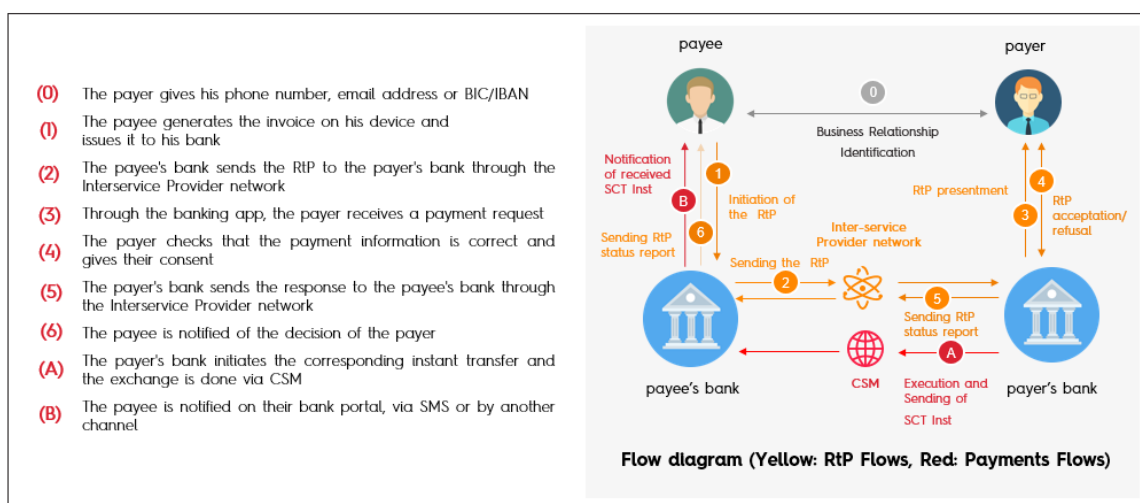 (0) The payer gives his phone number, email address or BIC/IBAN
(1) The payee generates the invoice on his device and
issues it to his bank
(2) The payee's bank sends the RtP to the payer's bank through the
Interservice Provider network
(3) Through the banking app, the payer receives a payment request
(4) The payer checks that the payment information is correct and
gives their consent
(5) The payer's bank sends the response to the payee's bank through
the Interservice Provider network
(6) The payee is notified of the decision of the payer
(A) The payer's bank initiates the corresponding instant transfer and
the exchange is done via CSM
(B) The payee is notified on their bank portal, via SMS or by another
channel
payee
payer
0
Business Relationship
Identification
Notification
of received
SCT Inst
B
1
Initiation of
the RtP
6
Sending RtP
status report
RtP presentment
3
4
RtP
acceptation/
refusal
Inter-service
Provider network
Sending the RtP
2
5
Sending RtP
status report
A
CSM
Execution and
Sending of
SCT Inst
payee's bank
payer's bank
Flow diagram (Yellow: RtP Flows, Red: Payments Flows)